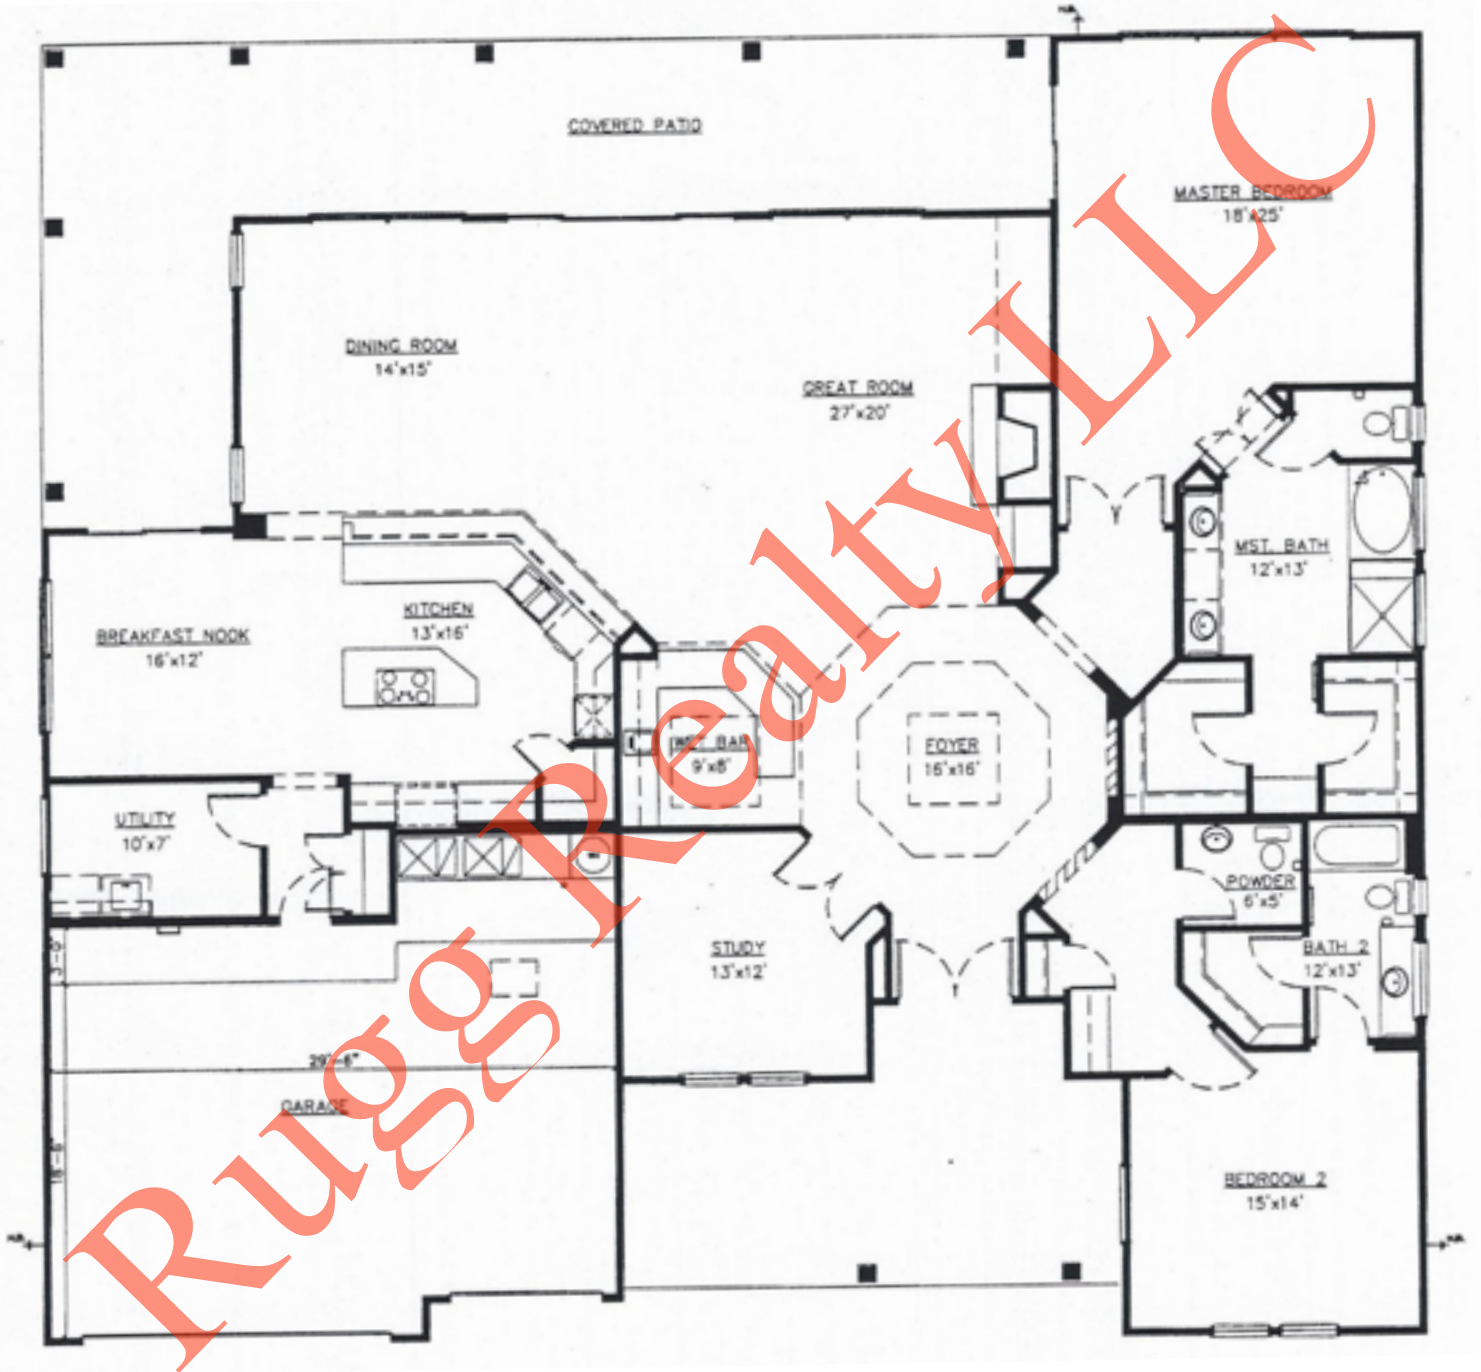 COVERED PATIO
MASTER BEDROOM
18'x25'
DINING ROOM
14'x15'
GREAT ROOM
27'x20'
MST. BATH
12'x13'
KITCHEN
13'x16'
BREAKFAST NOOK
16'x12'
WET BAR
9'x8'
FOYER
16'x16'
UTILITY
10'x7'
POWDER
6'x5'
STUDY
13'x12'
BATH 2
12'x13'
29'-6"
GARAGE
BEDROOM 2
15'x14'
Rugg Realty LLC